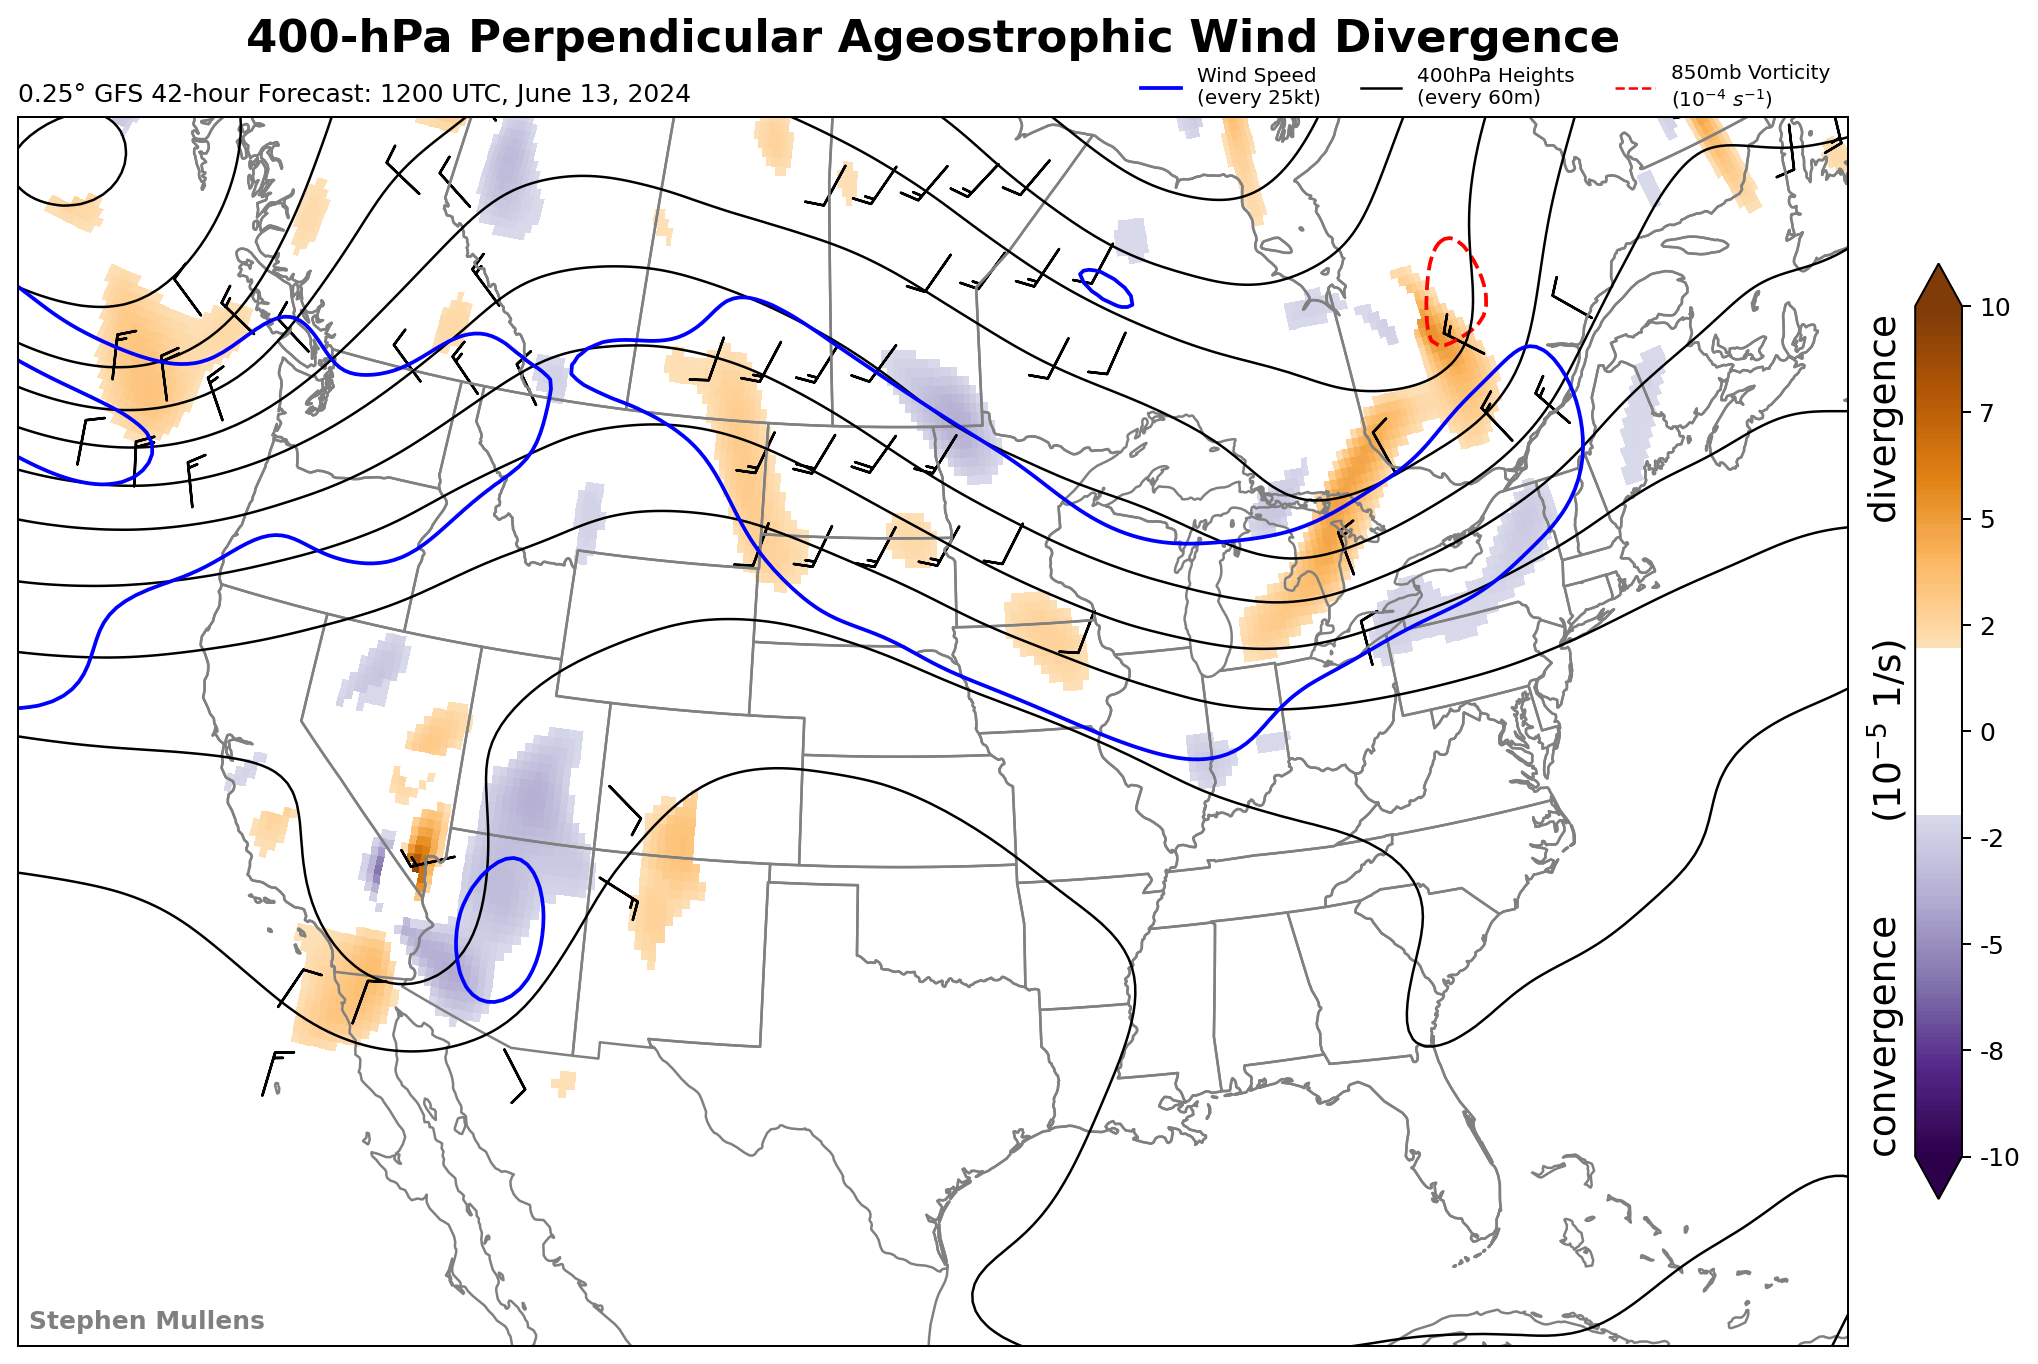 400-hPa Perpendicular Ageostrophic Wind Divergence
0.25° GFS 42-hour Forecast: 1200 UTC, June 13, 2024
Wind Speed
(every 25kt)
400hPa Heights
(every 60m)
850mb Vorticity
(10⁻⁴ s⁻¹)
10
7
5
2
0
-2
-5
-8
-10
convergence (10⁻⁵ 1/s) divergence
Stephen Mullens